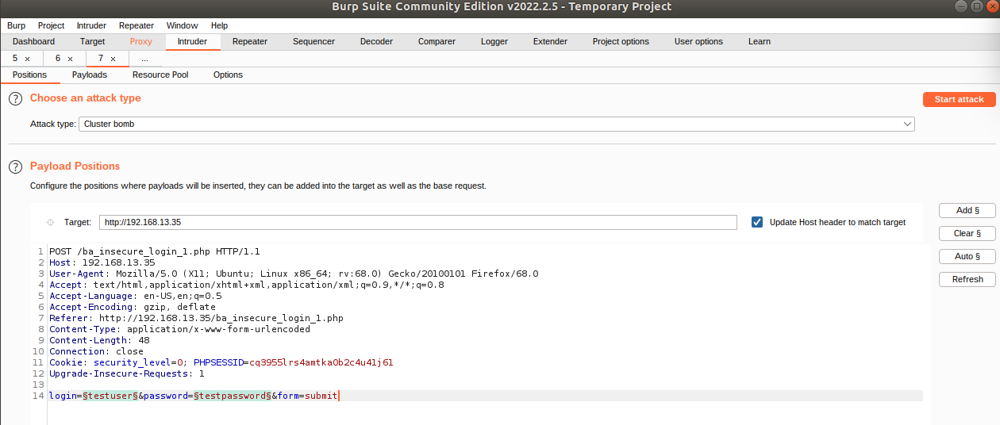 Burp Suite Community Edition v2022.2.5 - Temporary Project
Burp Project Intruder Repeater Window Help
Dashboard Target Proxy Intruder Repeater Sequencer Decoder Comparer Logger Extender Project options User options Learn
5 × 6 × 7 × ...
Positions Payloads Resource Pool Options
? Choose an attack type Start attack
Attack type: Cluster bomb
? Payload Positions
Configure the positions where payloads will be inserted, they can be added into the target as well as the base request.
Target: http://192.168.13.35 Update Host header to match target
Add §
Clear §
Auto §
Refresh
1 POST /ba_insecure_login_1.php HTTP/1.1
2 Host: 192.168.13.35
3 User-Agent: Mozilla/5.0 (X11; Ubuntu; Linux x86_64; rv:68.0) Gecko/20100101 Firefox/68.0
4 Accept: text/html,application/xhtml+xml,application/xml;q=0.9,*/*;q=0.8
5 Accept-Language: en-US,en;q=0.5
6 Accept-Encoding: gzip, deflate
7 Referer: http://192.168.13.35/ba_insecure_login_1.php
8 Content-Type: application/x-www-form-urlencoded
9 Content-Length: 48
10 Connection: close
11 Cookie: security_level=0; PHPSESSID=cq3955lrs4amtka0b2c4u41j61
12 Upgrade-Insecure-Requests: 1
13
14 login=§testuser§&password=§testpassword§&form=submit